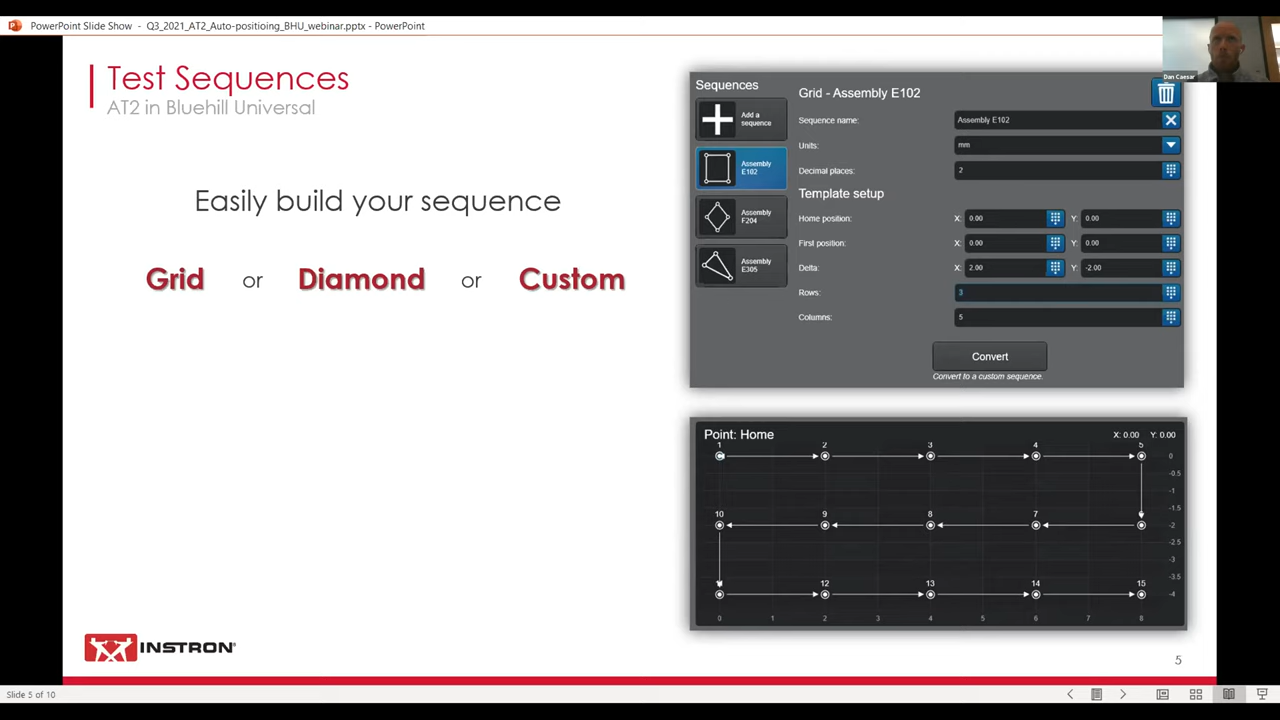 PowerPoint Slide Show - Q3_2021_AT2_Auto-positioing_BHU_webinar.pptx - PowerPoint
Dan Caesar
Test Sequences
AT2 in Bluehill Universal
Easily build your sequence
Grid or Diamond or Custom
Sequences
Add a
sequence
Assembly
E102
Assembly
F204
Assembly
E305
Grid - Assembly E102
Sequence name: Assembly E102
Units: mm
Decimal places: 2
Template setup
Home position: X: 0.00 Y: 0.00
First position: X: 0.00 Y: 0.00
Delta: X: 2.00 Y: -2.00
Rows: 3
Columns: 5
Convert
Convert to a custom sequence.
Point: Home X: 0.00 Y: 0.00
1 2 3 4 5
0
-0.5
-1
-1.5
10 9 8 7
-2
-2.5
-3
-3.5
12 13 14 15
-4
0 1 2 3 4 5 6 7 8
INSTRON®
5
Slide 5 of 10